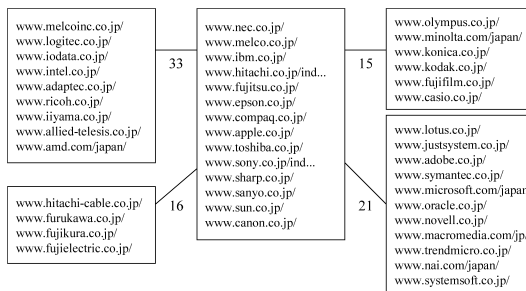 www.melcoinc.co.jp/
www.logitec.co.jp/
www.iodata.co.jp/
www.intel.co.jp/
www.adaptec.co.jp/
www.ricoh.co.jp/
www.iiyama.co.jp/
www.allied-telesis.co.jp/
www.amd.com/japan/
33
www.hitachi-cable.co.jp/
www.furukawa.co.jp/
www.fujikura.co.jp/
www.fujielectric.co.jp/
16
www.nec.co.jp/
www.melco.co.jp/
www.ibm.co.jp/
www.hitachi.co.jp/ind...
www.fujitsu.co.jp/
www.epson.co.jp/
www.compaq.co.jp/
www.apple.co.jp/
www.toshiba.co.jp/
www.sony.co.jp/ind...
www.sharp.co.jp/
www.sanyo.co.jp/
www.sun.co.jp/
www.canon.co.jp/
15
www.olympus.co.jp/
www.minolta.com/japan/
www.konica.co.jp/
www.kodak.co.jp/
www.fujifilm.co.jp/
www.casio.co.jp/
21
www.lotus.co.jp/
www.justsystem.co.jp/
www.adobe.co.jp/
www.symantec.co.jp/
www.microsoft.com/japan
www.oracle.co.jp/
www.novell.co.jp/
www.macromedia.com/jp
www.trendmicro.co.jp/
www.nai.com/japan/
www.systemsoft.co.jp/